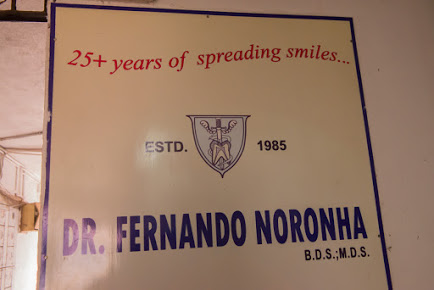 25+ years of spreading smiles...
ESTD. 1985
DR. FERNANDO NORONHA
B.D.S.;M.D.S.